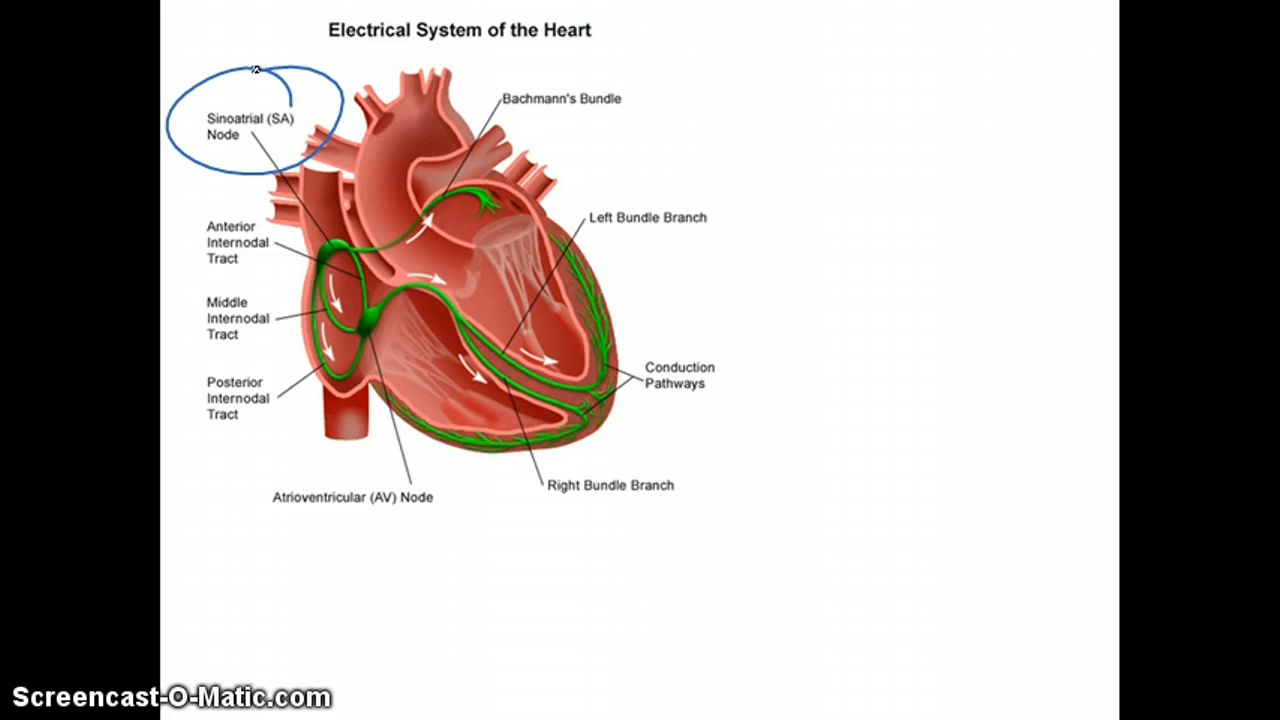 Electrical System of the Heart
Sinoatrial (SA)
Node
Bachmann's Bundle
Left Bundle Branch
Anterior
Internodal
Tract
Middle
Internodal
Tract
Posterior
Internodal
Tract
Conduction
Pathways
Right Bundle Branch
Atrioventricular (AV) Node
Screencast-O-Matic.com